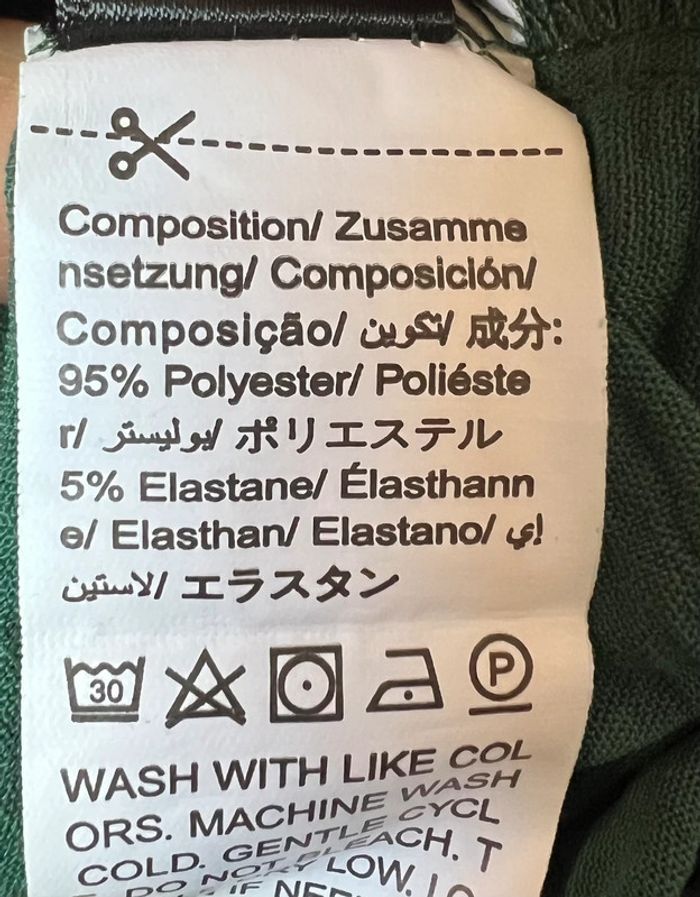 Composition/ Zusamme
nsetzung/ Composición/
Composição/ تكوين/ 成分:
95% Polyester/ Poliéste
r/ بوليستر/ ポリエステル
5% Elastane/ Élasthann
e/ Elasthan/ Elastano/ إي
لاستين/ エラスタン
30 P
WASH WITH LIKE COL
ORS. MACHINE WASH
COLD. GENTLE CYCL
E. DO NOT BLEACH. T
IF LOW. LO